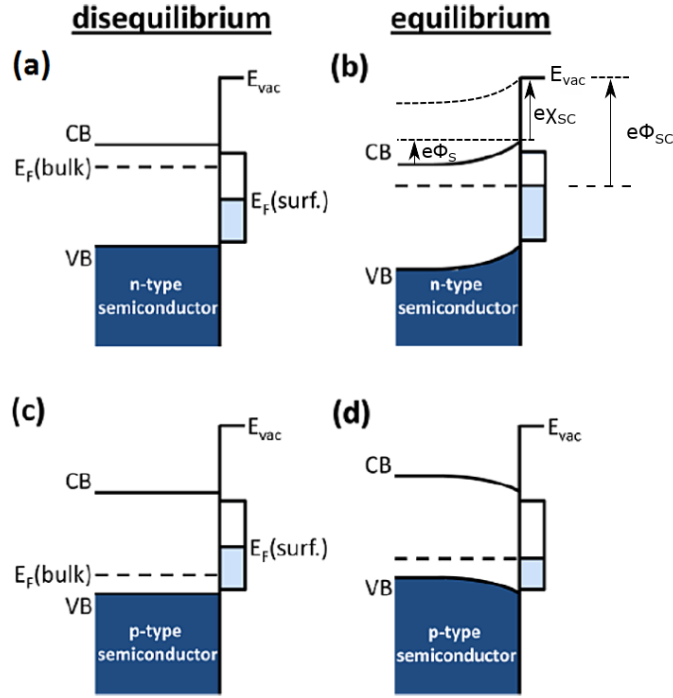 disequilibrium
equilibrium
(a)
E_vac
CB
E_F(bulk)
E_F(surf.)
VB
n-type
semiconductor
(b)
E_vac
eχ_SC
eΦ_SC
eΦ_S
CB
VB
n-type
semiconductor
(c)
E_vac
CB
E_F(surf.)
E_F(bulk)
VB
p-type
semiconductor
(d)
E_vac
CB
VB
p-type
semiconductor